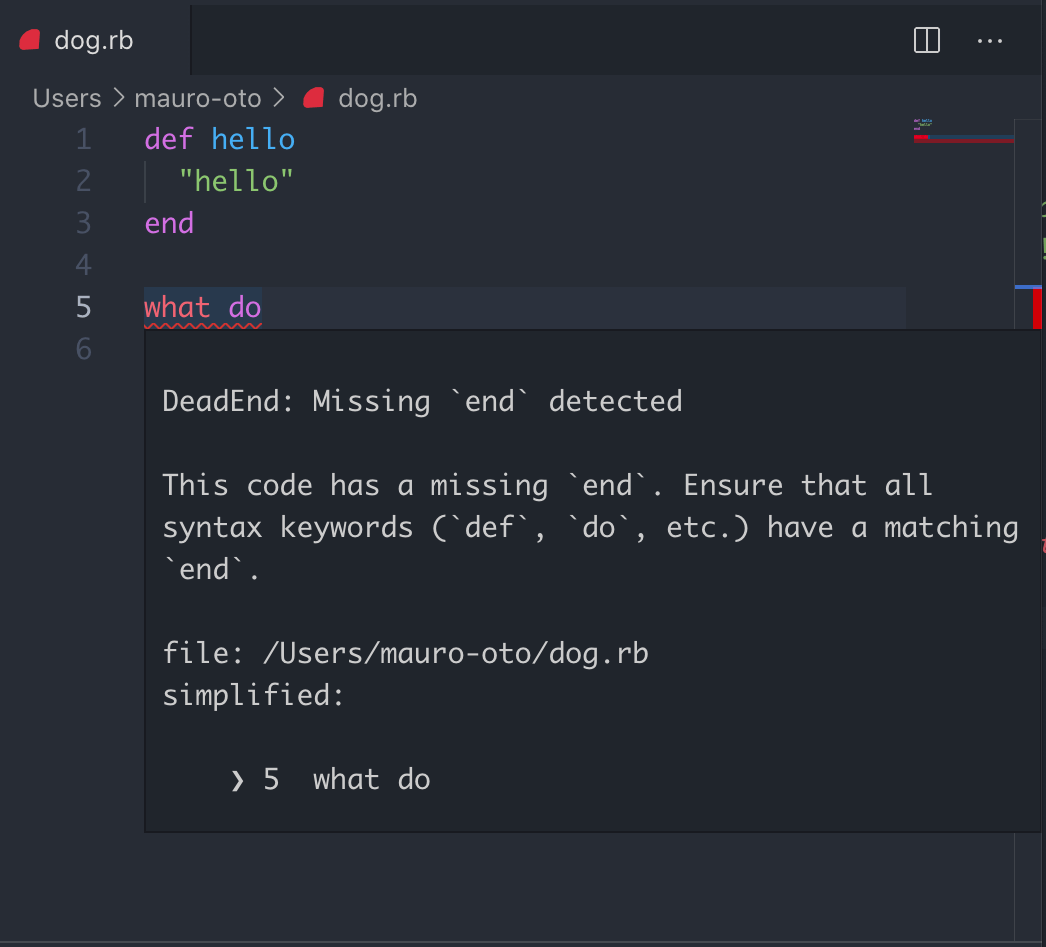 dog.rb
Users > mauro-oto > dog.rb
1 def hello
2   "hello"
3 end
4
5 what do
6
DeadEnd: Missing `end` detected
This code has a missing `end`. Ensure that all
syntax keywords (`def`, `do`, etc.) have a matching
`end`.
file: /Users/mauro-oto/dog.rb
simplified:
❯ 5  what do